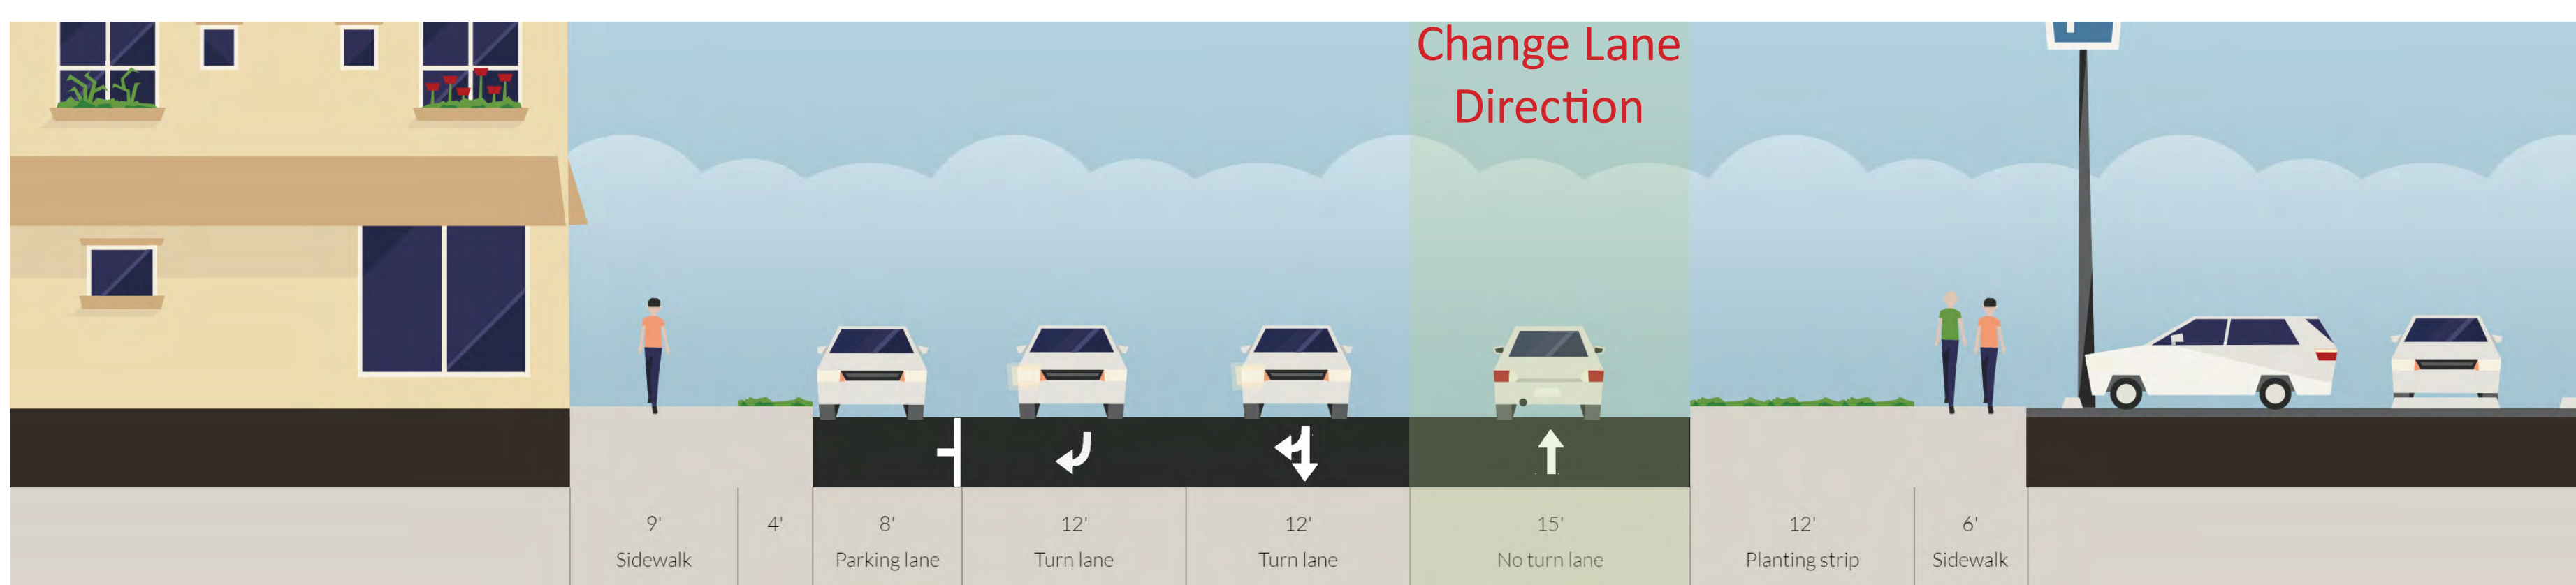 Change Lane
Direction
9'
Sidewalk
4'
8'
Parking lane
12'
Turn lane
12'
Turn lane
15'
No turn lane
12'
Planting strip
6'
Sidewalk